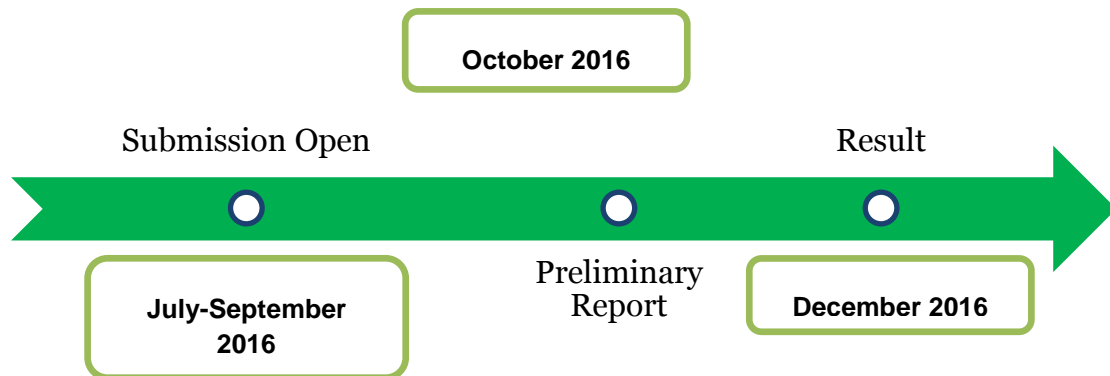 October 2016
Submission Open
Result
Preliminary
Report
July-September
2016
December 2016